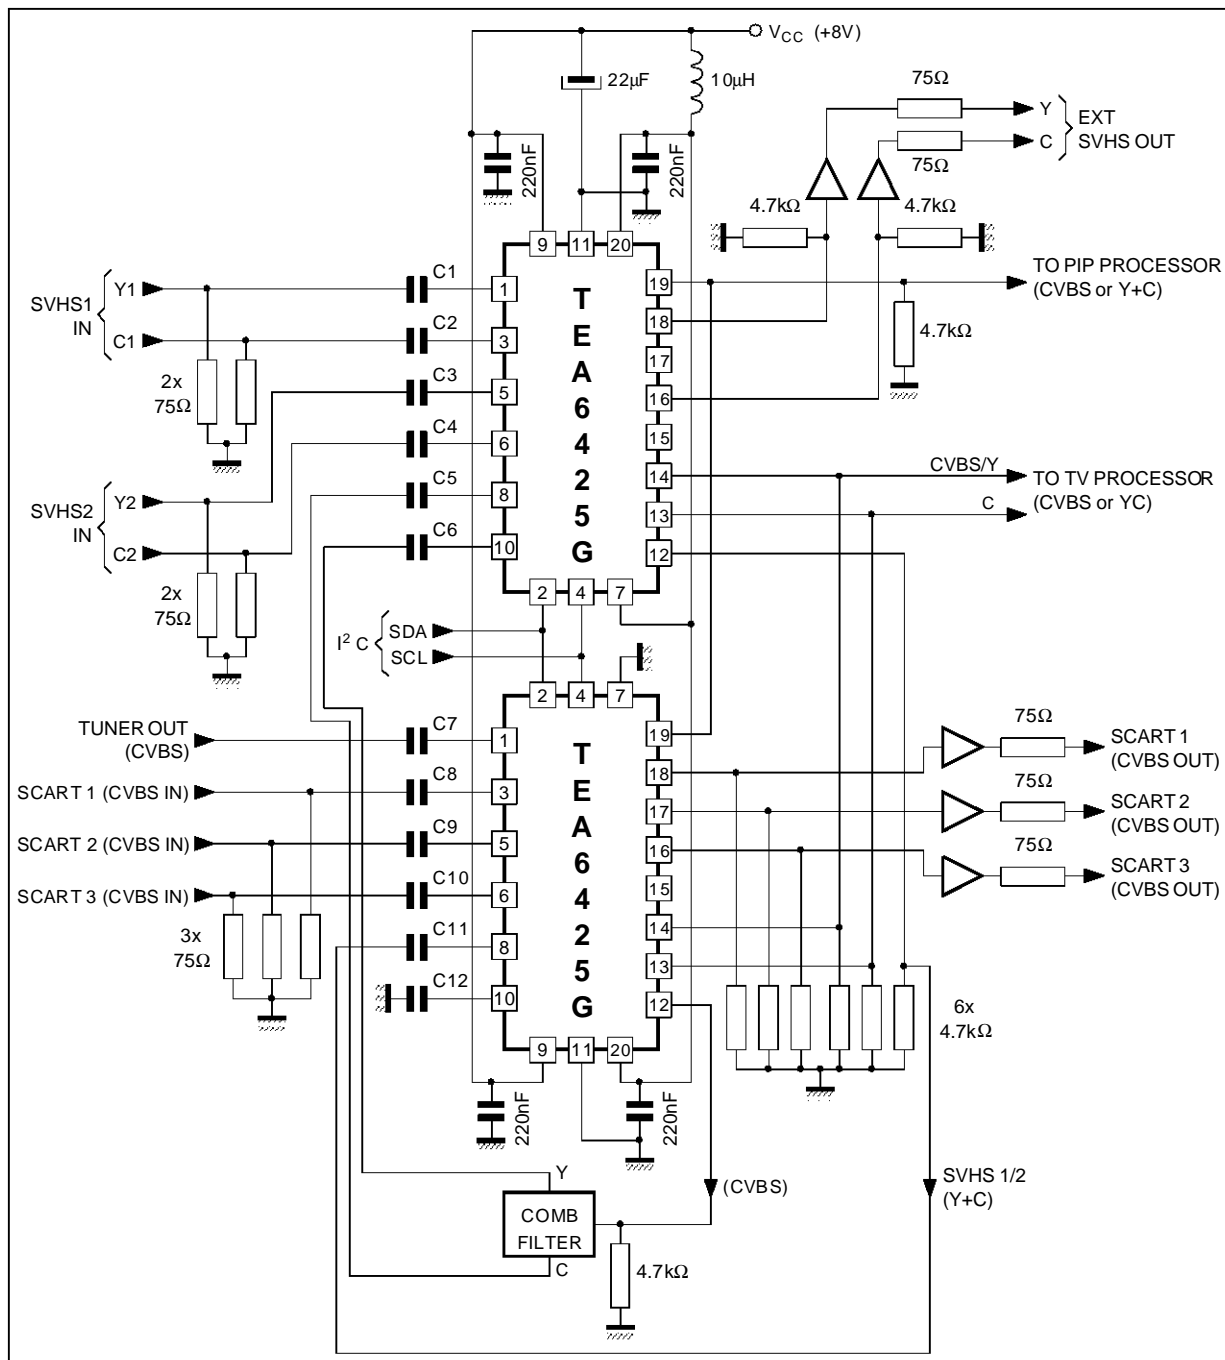 VCC (+8V)
22µF
10µH
220nF
220nF
75Ω
Y
C
EXT
SVHS OUT
75Ω
4.7kΩ
4.7kΩ
9
11
20
SVHS1
IN
Y1
C1
2x
75Ω
C1
C2
C3
C4
C5
C6
1
3
5
6
8
10
TEA6425G
19
18
17
16
15
14
13
12
TO PIP PROCESSOR
(CVBS or Y+C)
4.7kΩ
CVBS/Y
C
TO TV PROCESSOR
(CVBS or YC)
SVHS2
IN
Y2
C2
2x
75Ω
2
4
7
I² C
SDA
SCL
2
4
7
TUNER OUT
(CVBS)
SCART 1 (CVBS IN)
SCART 2 (CVBS IN)
SCART 3 (CVBS IN)
3x
75Ω
C7
C8
C9
C10
C11
C12
1
3
5
6
8
10
TEA6425G
19
18
17
16
15
14
13
12
75Ω
SCART 1
(CVBS OUT)
75Ω
SCART 2
(CVBS OUT)
75Ω
SCART 3
(CVBS OUT)
6x
4.7kΩ
9
11
20
220nF
220nF
Y
COMB
FILTER
C
4.7kΩ
(CVBS)
SVHS 1/2
(Y+C)